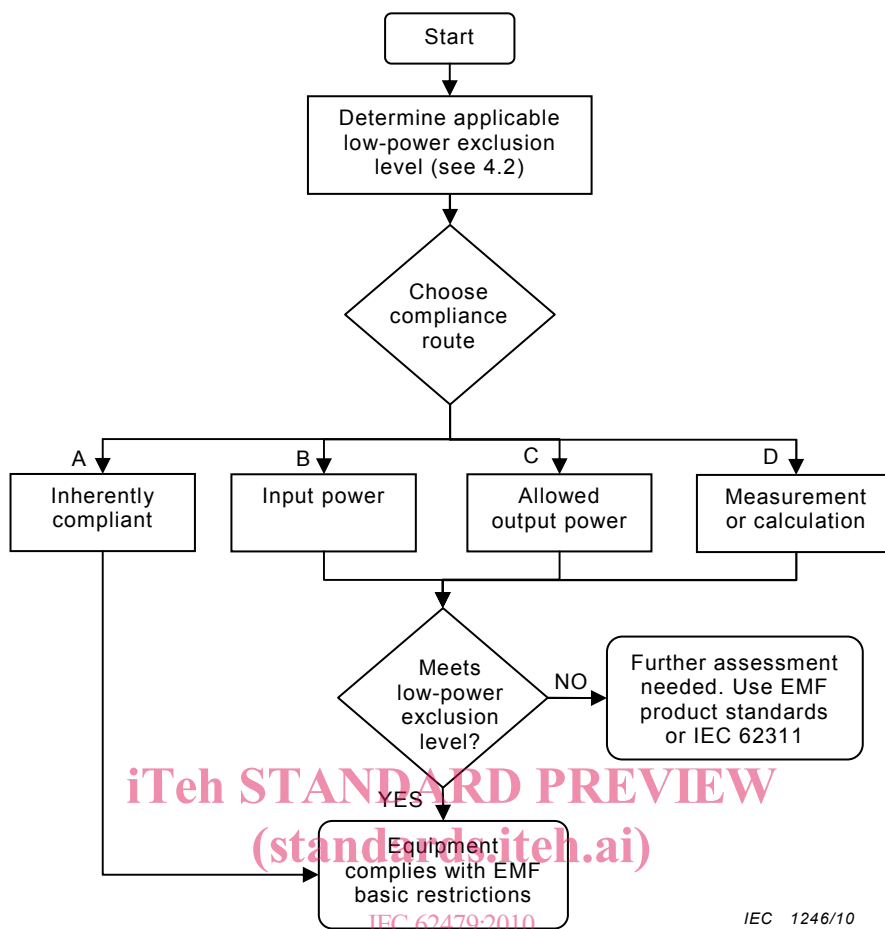 Start
Determine applicable
low-power exclusion
level (see 4.2)
Choose
compliance
route
A
B
C
D
Inherently
compliant
Input power
Allowed
output power
Measurement
or calculation
Meets
low-power
exclusion
level?
NO
Further assessment
needed. Use EMF
product standards
or IEC 62311
iTeh STANDARD PREVIEW
YES
(standards.iteh.ai)
Equipment
complies with EMF
basic restrictions
IEC 62479:2010
IEC 1246/10